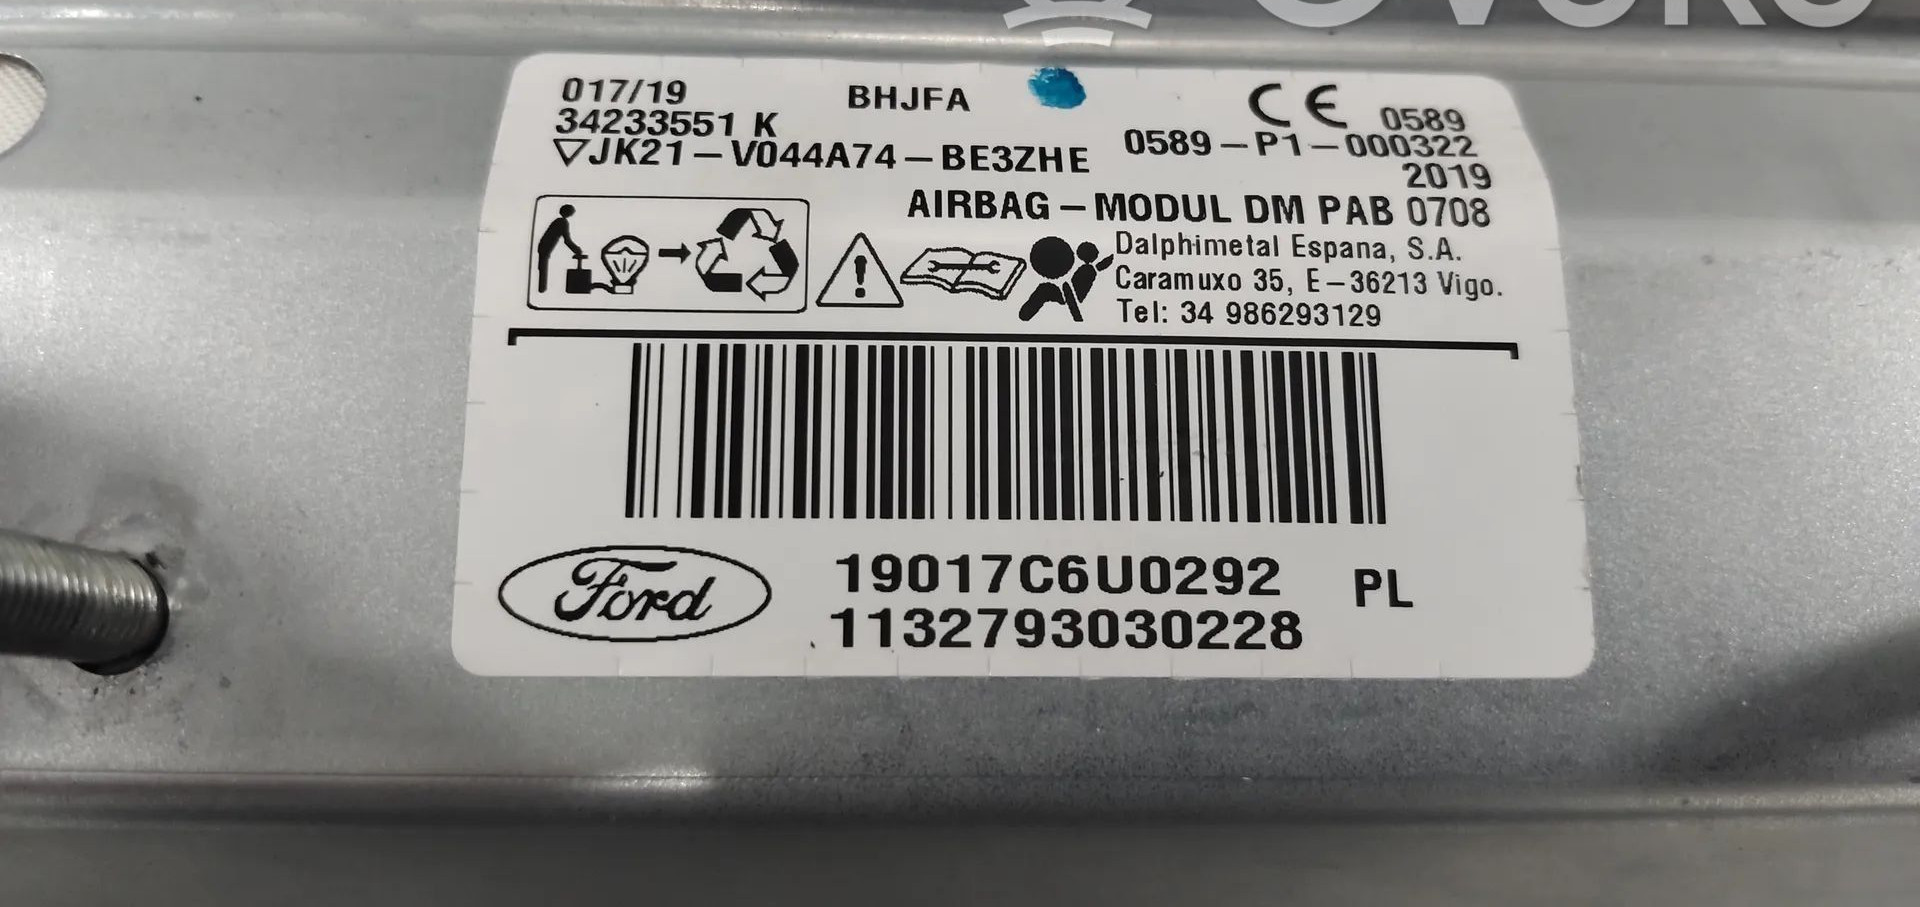 017/19 BHJFA CE 0589
34233551 K 0589-P1-000322
▽JK21-V044A74-BE3ZHE 2019
AIRBAG-MODUL DM PAB 0708
Dalphimetal Espana, S.A.
Caramuxo 35, E-36213 Vigo.
Tel: 34 986293129
Ford
19017C6U0292 PL
1132793030228